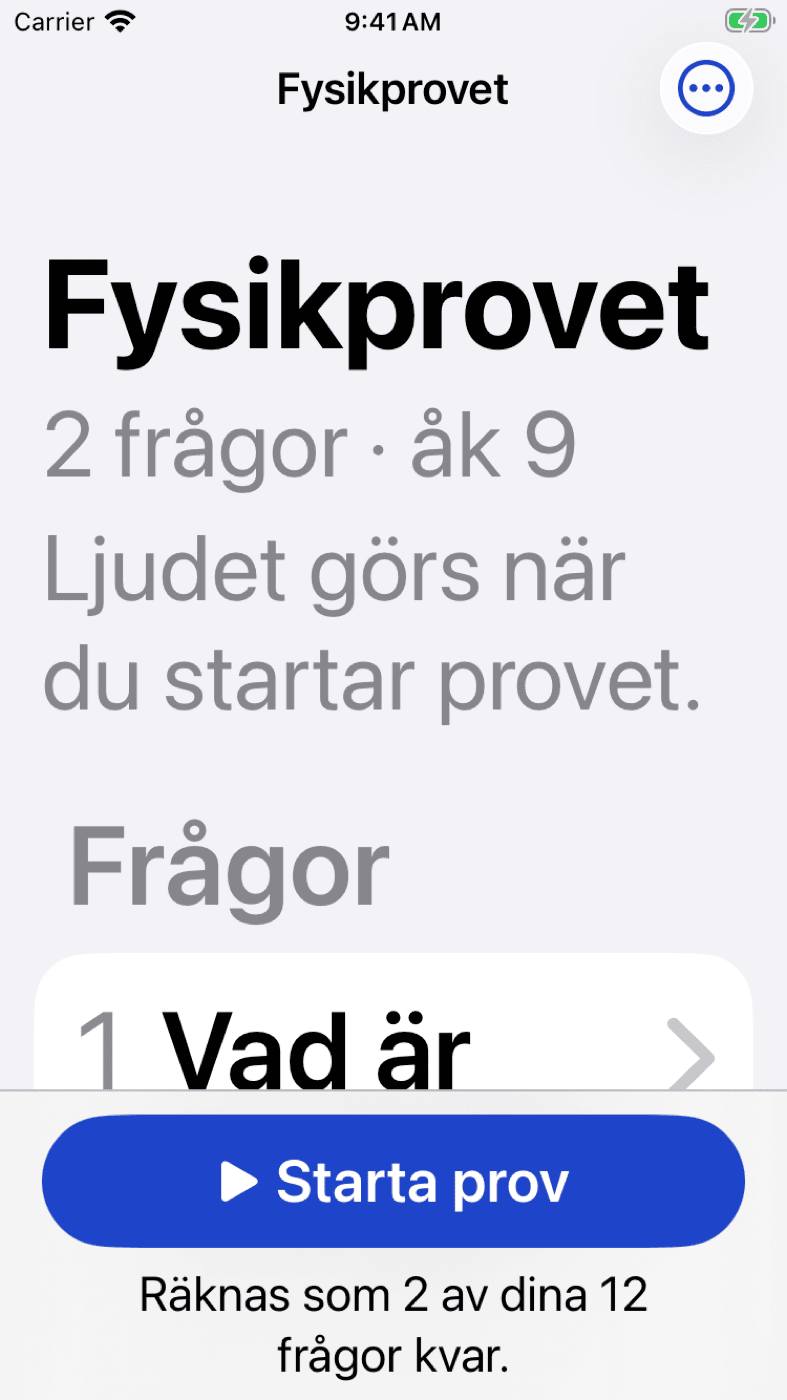 Carrier
9:41 AM
Fysikprovet
Fysikprovet
2 frågor · åk 9
Ljudet görs när
du startar provet.
Frågor
1 Vad är
Starta prov
Räknas som 2 av dina 12
frågor kvar.